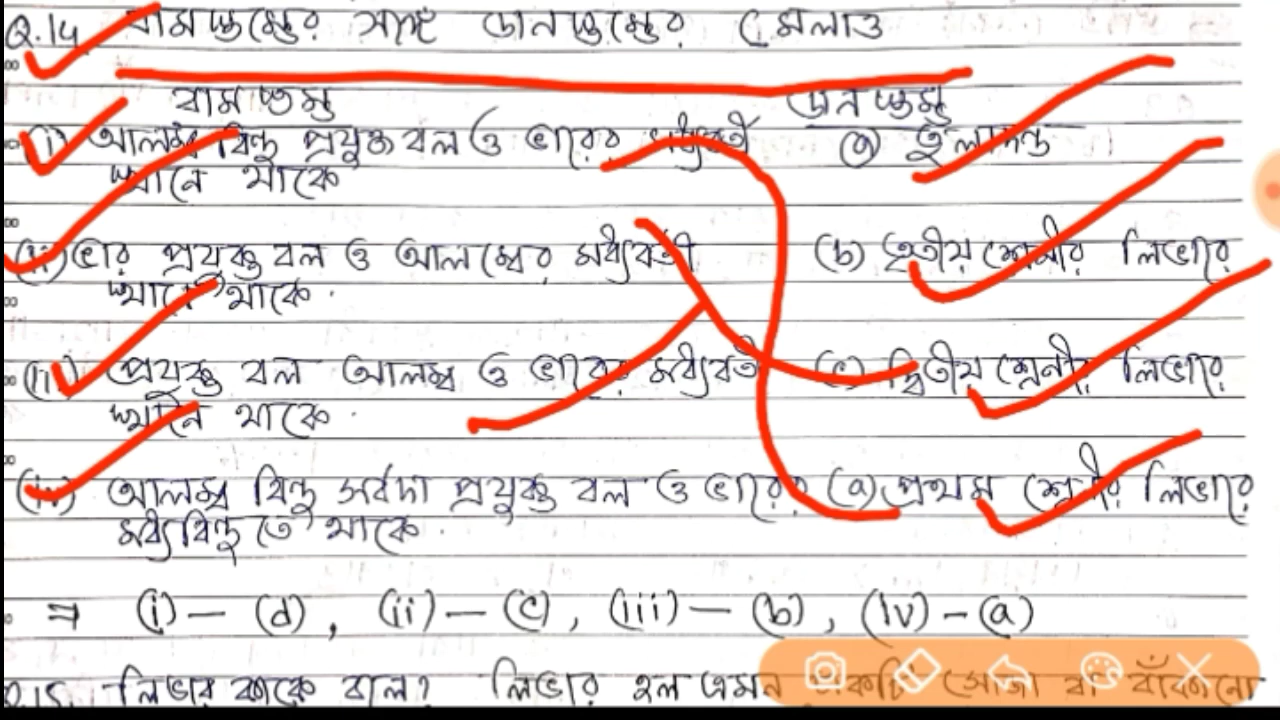 Q.14 বামস্তম্ভের সঙ্গে ডানস্তম্ভের মেলাও
বামস্তম্ভ ডানস্তম্ভ
(i) আলম্ব বিন্দু প্রযুক্ত বল ও ভারের মধ্যবর্তী (a) তুলাদন্ড
স্থানে থাকে
(ii) ভার প্রযুক্ত বল ও আলম্বের মধ্যবর্তী (b) তৃতীয় শ্রেণীর লিভারে
স্থানে থাকে.
(iii) প্রযুক্ত বল আলম্ব ও ভারের মধ্যবর্তী (c) দ্বিতীয় শ্রেণীর লিভারে
স্থানে থাকে.
(iv) আলম্ব বিন্দু সর্বদা প্রযুক্ত বল ও ভারের (a) প্রথম শ্রেণীর লিভারে
মধ্যবিন্দুতে থাকে.
⇒ (i) — (d), (ii) — (c), (iii) — (b), (iv) - (a)
Q.15. লিভার কাকে বলে? লিভার হল এমন একটি সোজা বা বাঁকানো